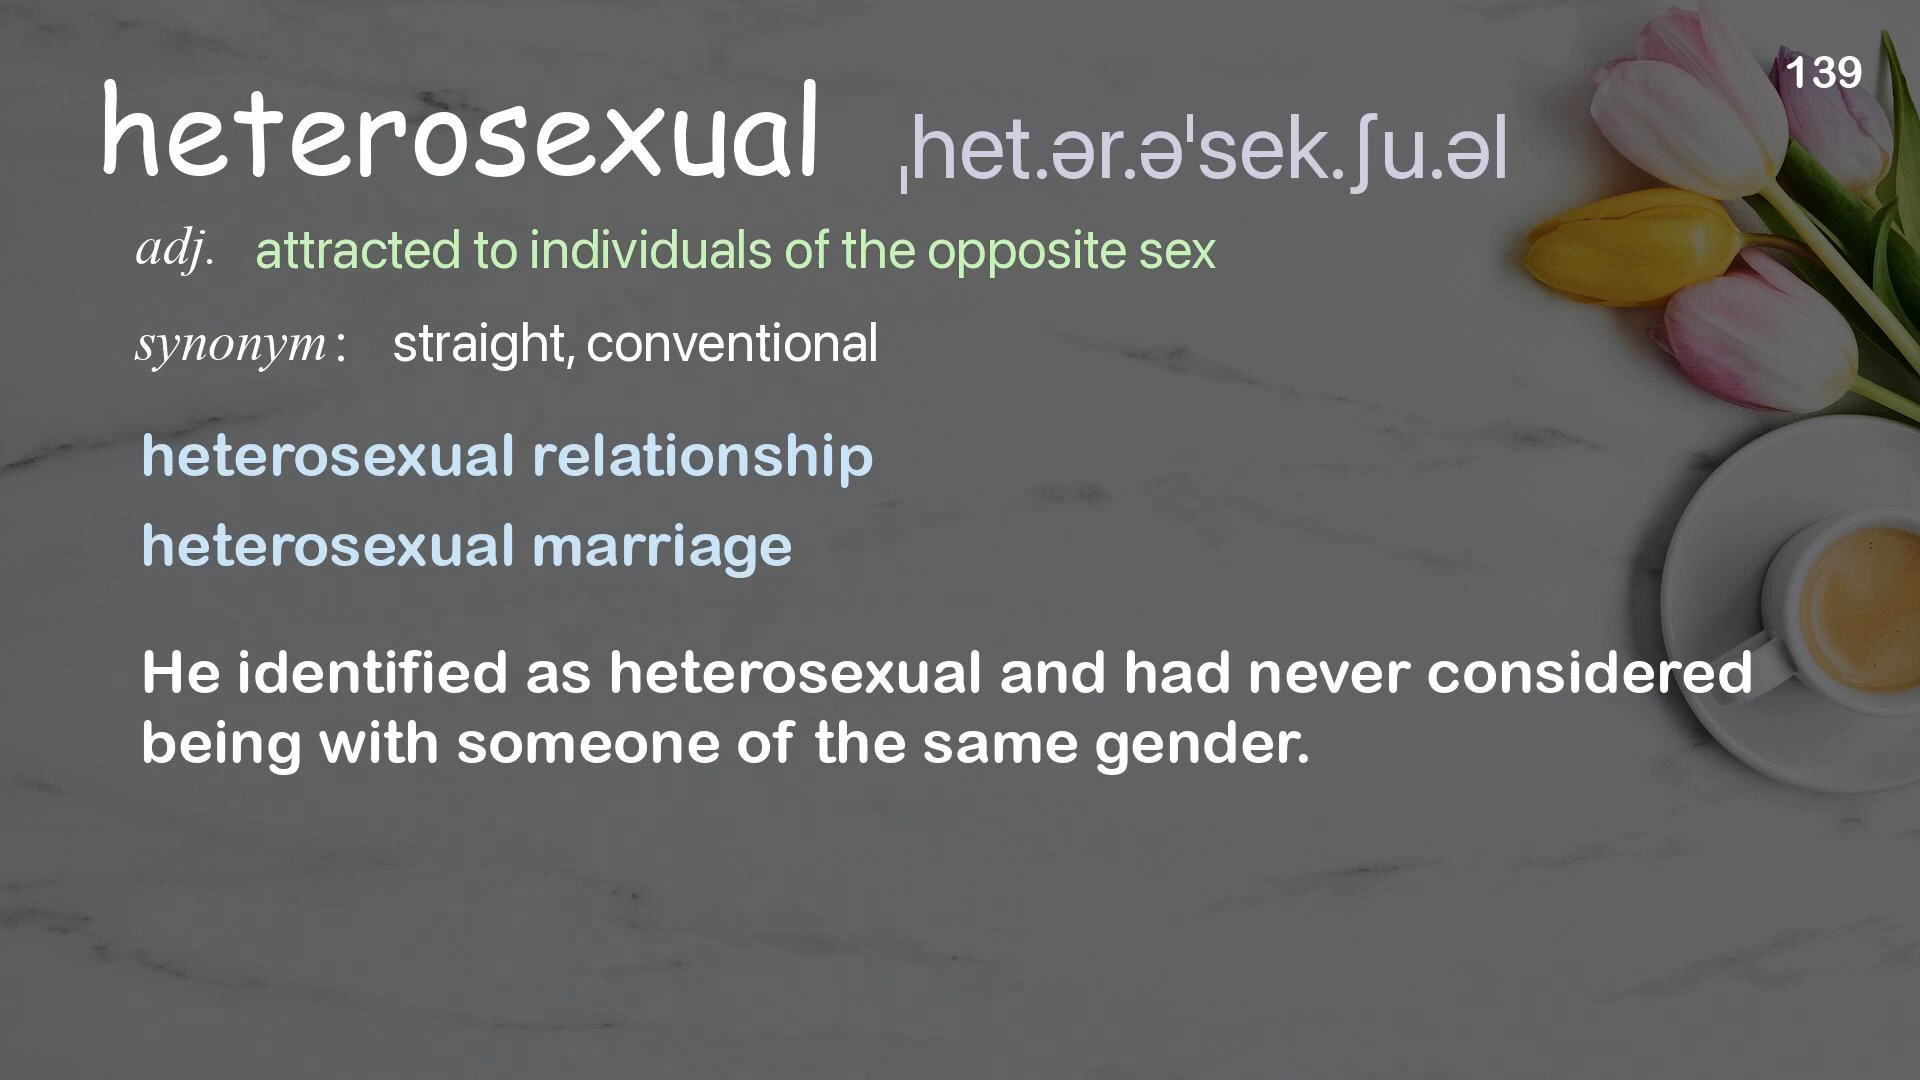 139
heterosexual ˌhet.ər.əˈsek.ʃu.əl
adj. attracted to individuals of the opposite sex
synonym: straight, conventional
heterosexual relationship
heterosexual marriage
He identified as heterosexual and had never considered
being with someone of the same gender.